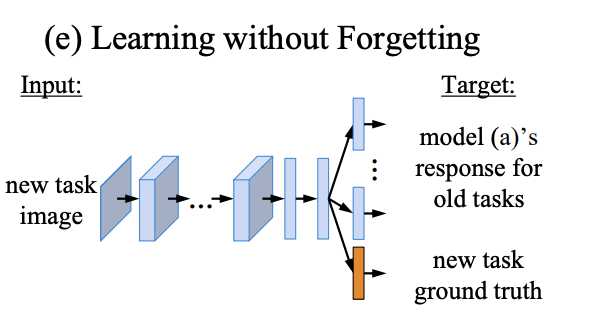 (e) Learning without Forgetting
Input:
Target:
new task
image
...
model (a)'s
response for
old tasks
new task
ground truth